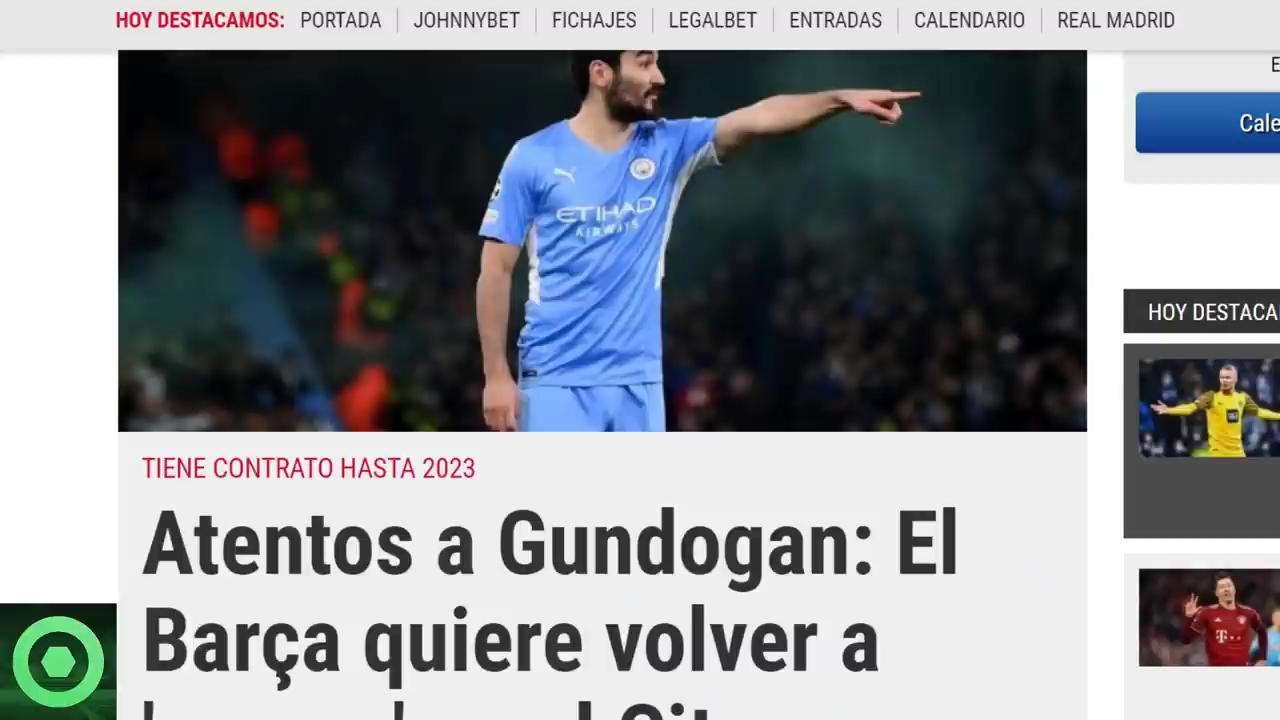 HOY DESTACAMOS: PORTADA JOHNNYBET FICHAJES LEGALBET ENTRADAS CALENDARIO REAL MADRID
ETIHAD
AIRWAYS
Cale
HOY DESTACA
TIENE CONTRATO HASTA 2023
Atentos a Gundogan: El
Barça quiere volver a